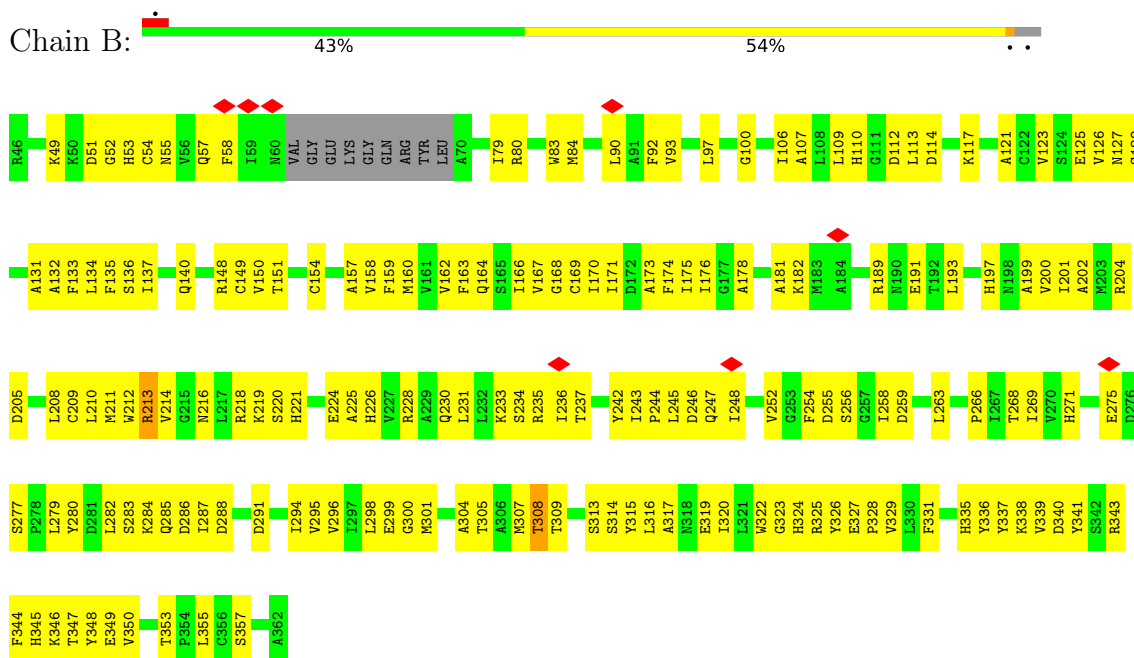 Chain B:
43% 54%
R46 K49 K50 D51 G52 H53 C54 N55 V56 Q57 F58 I59 N60 VAL GLY GLU LYS GLY GLN ARG TYR LEU A70 I79 R80 W83 M84 L90 A91 F92 V93 L97 G100 I106 A107 L108 L109 H110 G111 D112 L113 D114 K117 A121 C122 V123 S124 E125 V126 N127
A131 A132 F133 L134 F135 S136 I137 Q140 R148 C149 V150 T151 C154 A157 V158 F159 M160 V161 V162 F163 Q164 S165 I166 V167 G168 C169 I170 I171 D172 A173 F174 I175 I176 G177 A178 A181 K182 M183 A184 R189 N190 E191 T192 L193 H197 N198 A199 V200 I201 A202 M203 R204
D205 L208 C209 L210 M211 W212 R213 V214 G215 N216 L217 R218 K219 S220 H221 E224 A225 H226 V227 R228 A229 Q230 L231 L232 K233 S234 R235 I236 T237 Y242 I243 P244 L245 D246 Q247 I248 V252 G253 F254 D255 S256 G257 I258 D259 L263 P266 I267 T268 I269 V270 H271 E275 D276
S277 P278 L279 Y280 D281 L282 S283 K284 Q285 D286 I287 D288 D291 I294 V295 V296 I297 L298 E299 G300 M301 A304 T305 A306 M307 T308 T309 S313 S314 Y315 L316 A317 N318 E319 I320 L321 W322 G323 H324 R325 Y326 E327 P328 V329 L330 F331 H335 Y336 Y337 K338 V339 D340 Y341 S342 R343
F344 H345 K346 T347 Y348 E349 V350 T353 P354 L355 C356 S357 A362